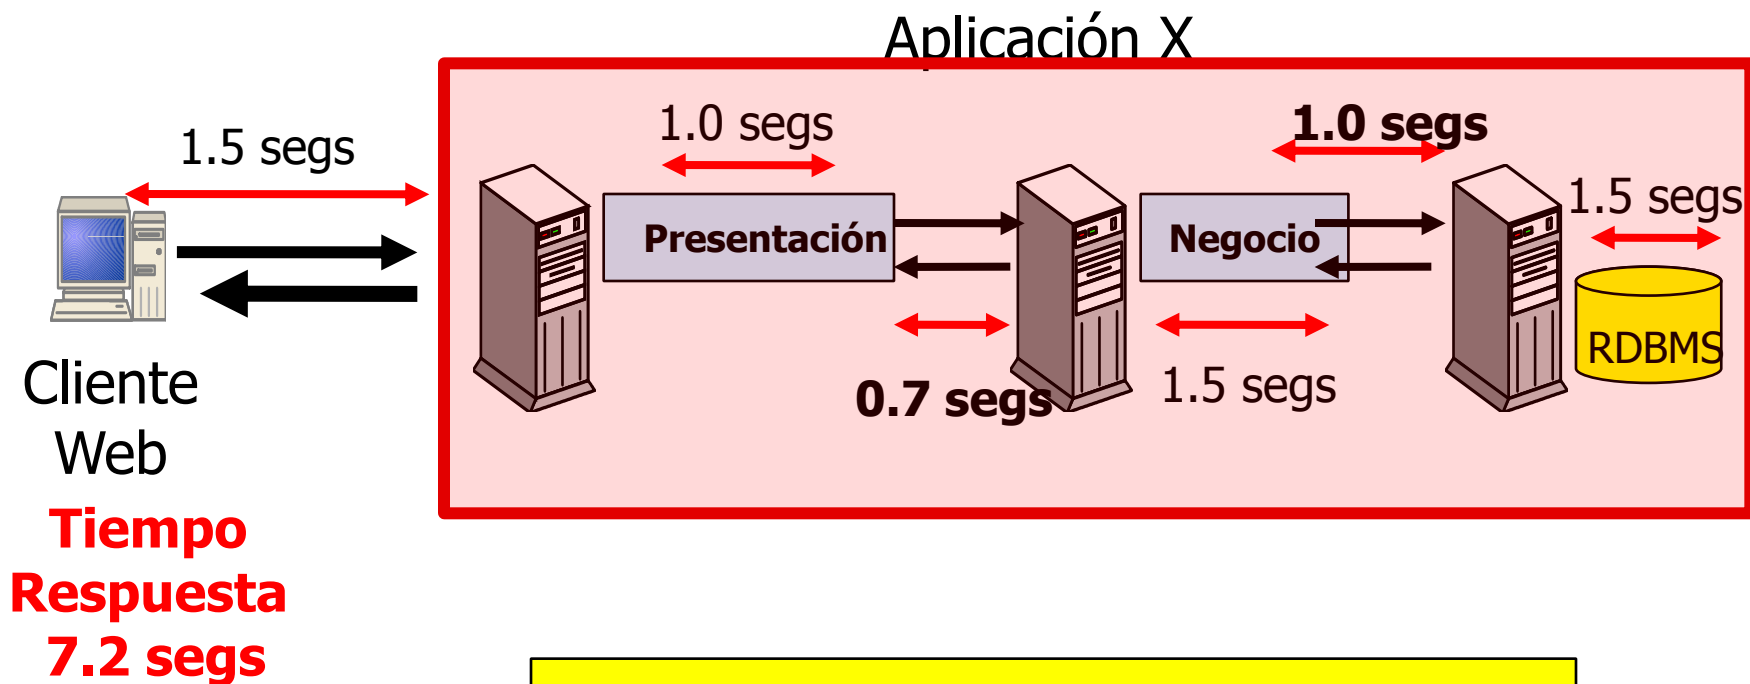 Aplicación X
1.5 segs
1.0 segs
1.0 segs
1.5 segs
Presentación
Negocio
RDBMS
0.7 segs
1.5 segs
Cliente
Web
Tiempo
Respuesta
7.2 segs